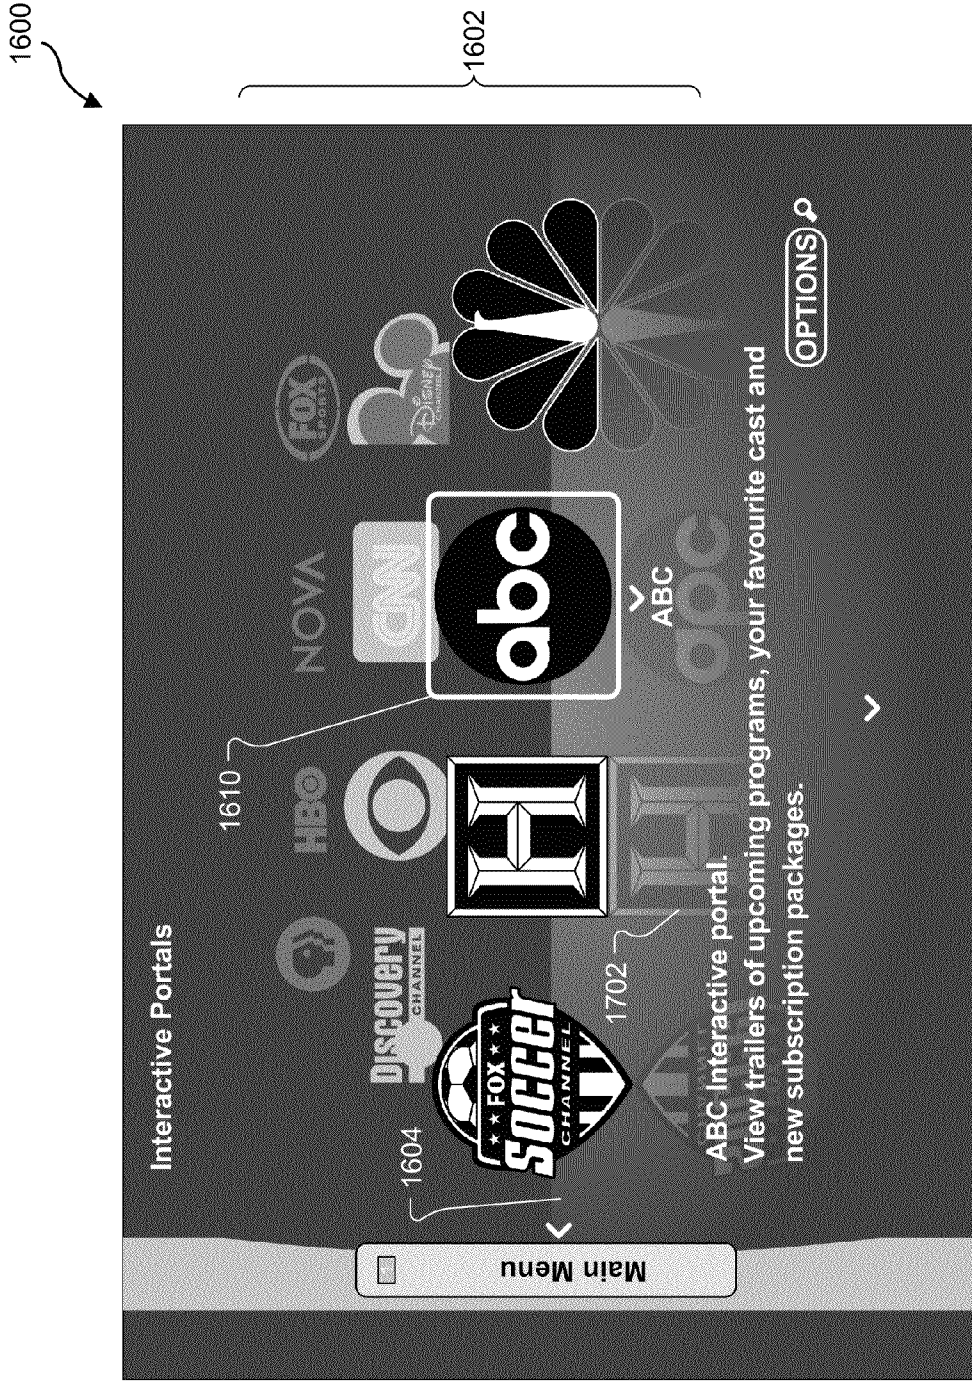 1600
1602
Interactive Portals
HBO
NOVA
FOX
SPORTS
1610
DISCOVERY
CHANNEL
CNN
DISNEY
CHANNEL
1604
FOX
SOCCER
CHANNEL
H
abc
Main Menu
ABC
H
abc
1702
ABC Interactive portal.
View trailers of upcoming programs, your favourite cast and
new subscription packages.
OPTIONS